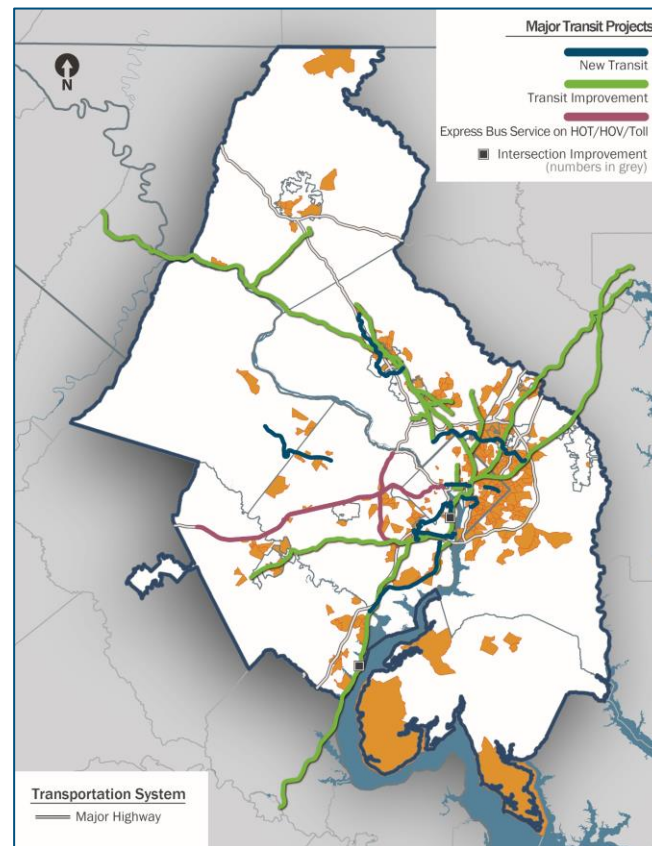 Major Transit Projects
New Transit
Transit Improvement
Express Bus Service on HOT/HOV/Toll
Intersection Improvement
(numbers in grey)
N
Transportation System
Major Highway